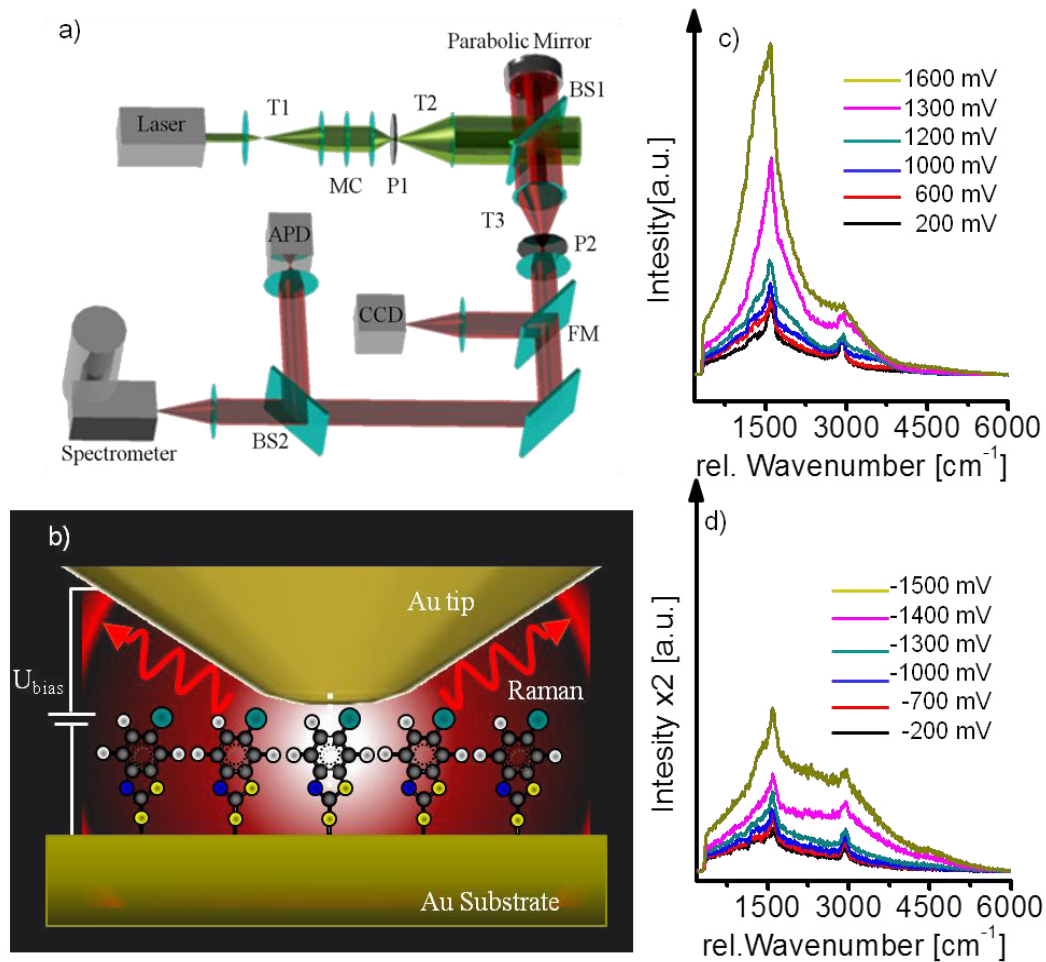 a)
Parabolic Mirror
BS1
T1
T2
Laser
MC
P1
T3
APD
P2
CCD
FM
BS2
Spectrometer
b)
Au tip
Ubias
Raman
Au Substrate
c)
1600 mV
1300 mV
1200 mV
1000 mV
600 mV
200 mV
Intesity[a.u.]
1500 3000 4500 6000
rel. Wavenumber [cm⁻¹]
d)
-1500 mV
-1400 mV
-1300 mV
-1000 mV
-700 mV
-200 mV
Intesity x2 [a.u.]
1500 3000 4500 6000
rel.Wavenumber [cm⁻¹]